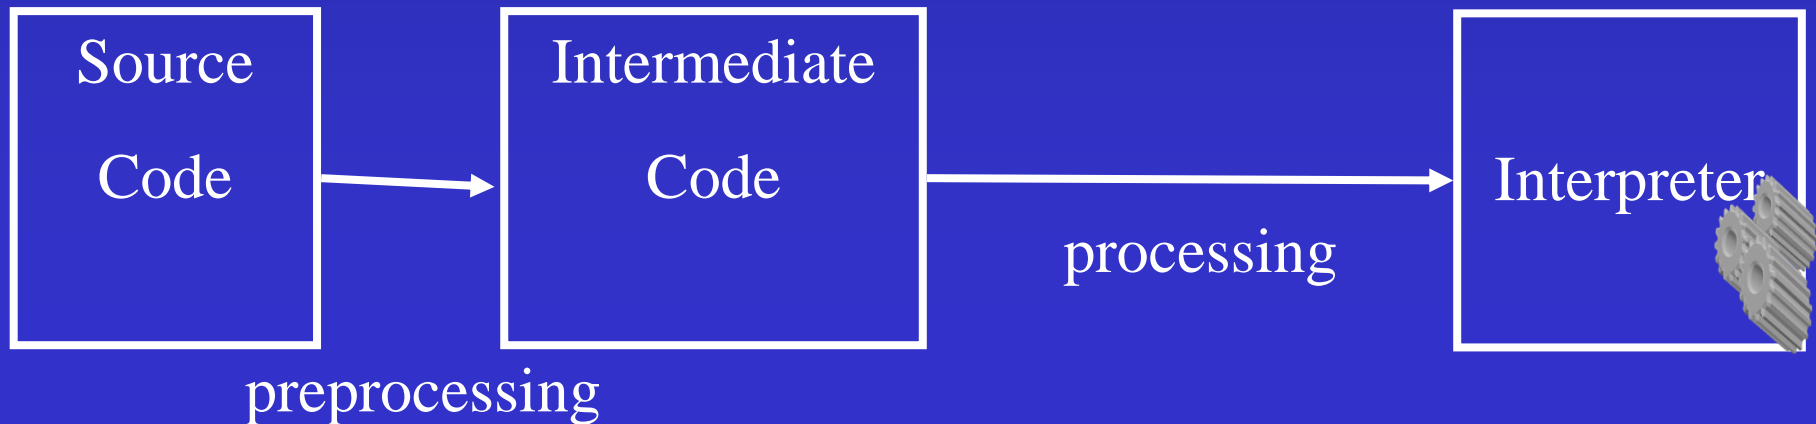 Source
Code
Intermediate
Code
Interpreter
processing
preprocessing